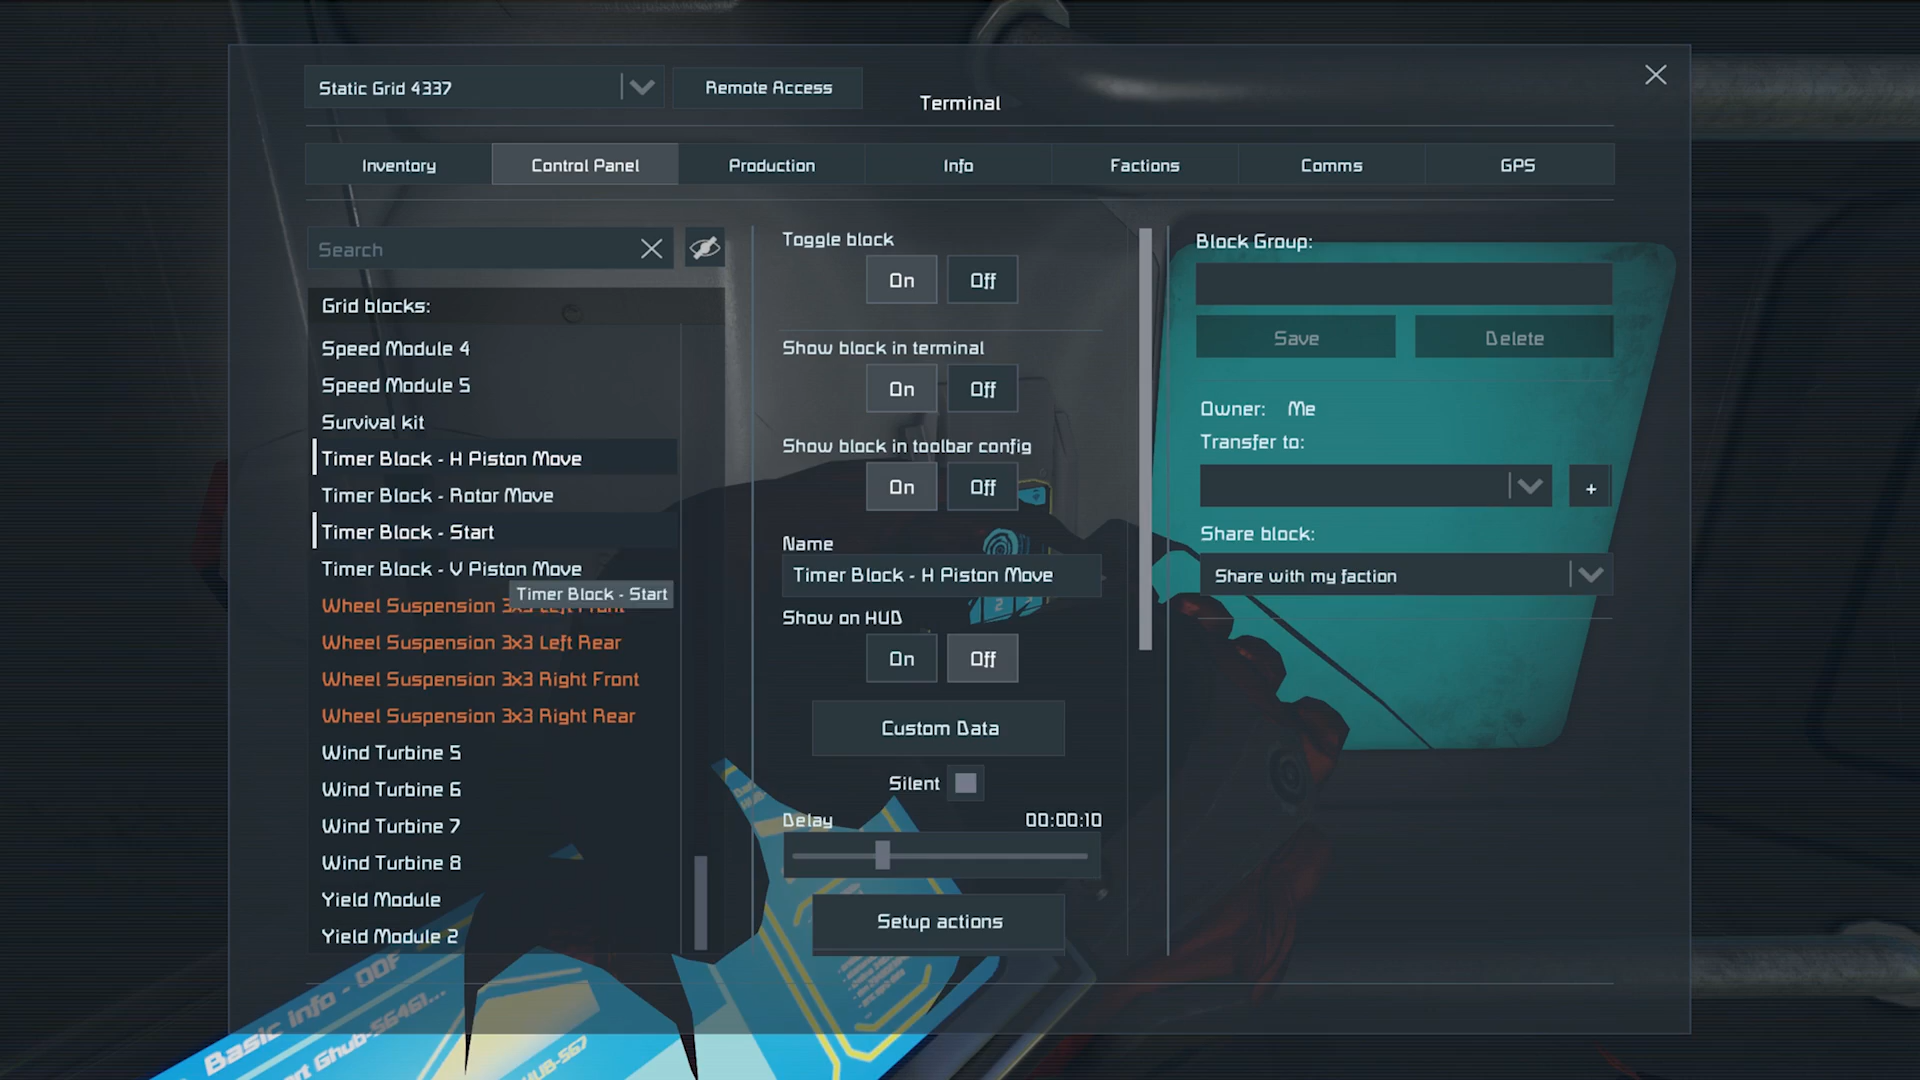 Static Grid 4337
Remote Access
Terminal
Inventory
Control Panel
Production
Info
Factions
Comms
GPS
Search
Grid blocks:
Speed Module 4
Speed Module 5
Survival kit
Timer Block - H Piston Move
Timer Block - Rotor Move
Timer Block - Start
Timer Block - V Piston Move
Timer Block - Start
Wheel Suspension 3x3 Left Front
Wheel Suspension 3x3 Left Rear
Wheel Suspension 3x3 Right Front
Wheel Suspension 3x3 Right Rear
Wind Turbine 5
Wind Turbine 6
Wind Turbine 7
Wind Turbine 8
Yield Module
Yield Module 2
Toggle block
On
Off
Show block in terminal
On
Off
Show block in toolbar config
On
Off
Name
Timer Block - H Piston Move
Show on HUD
On
Off
Custom Data
Silent
Delay
00:00:10
Setup actions
Block Group:
Save
Delete
Owner: Me
Transfer to:
+
Share block:
Share with my faction
2
Basic Info - OOF